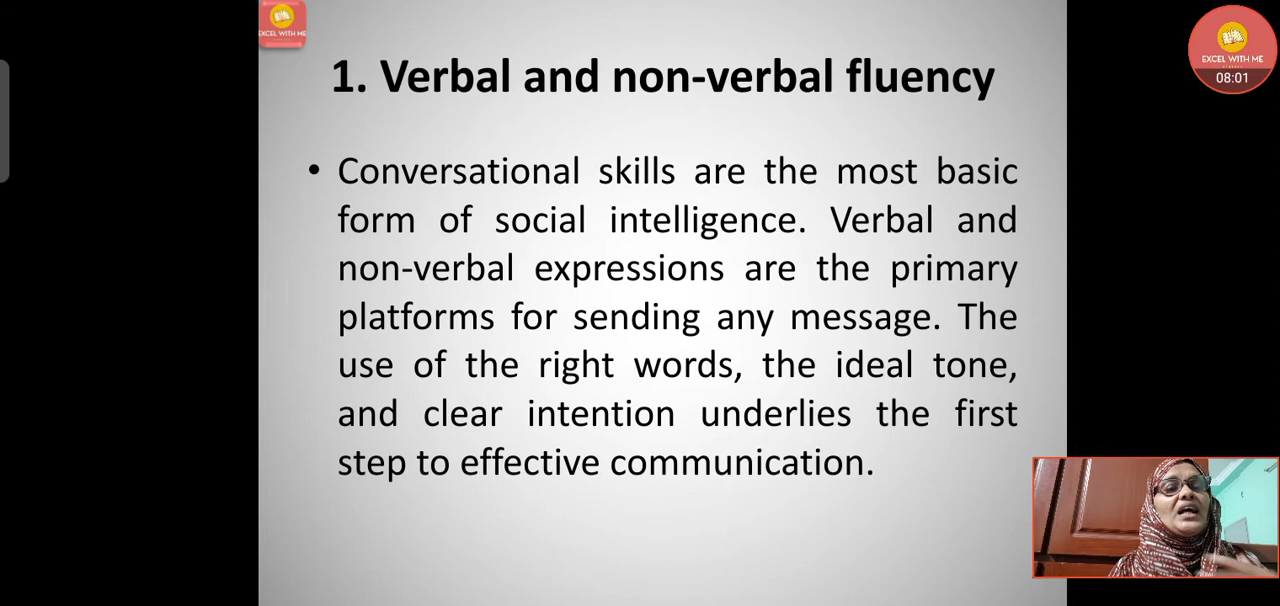 EXCEL WITH ME
EXCEL WITH ME
08:01
1. Verbal and non-verbal fluency
• Conversational skills are the most basic
form of social intelligence. Verbal and
non-verbal expressions are the primary
platforms for sending any message. The
use of the right words, the ideal tone,
and clear intention underlies the first
step to effective communication.